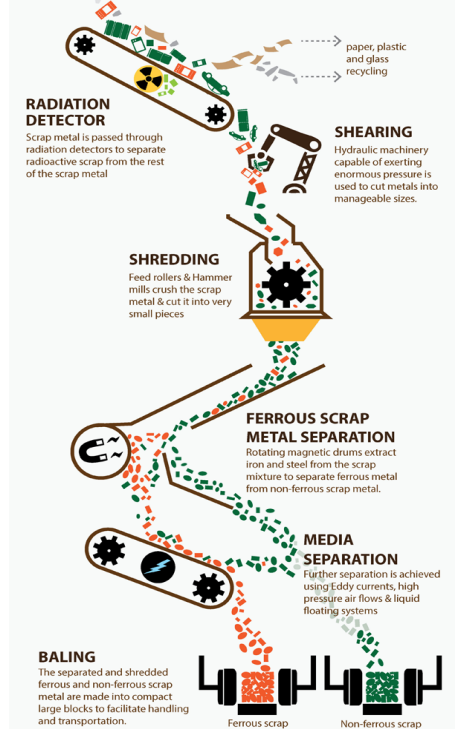 paper, plastic
and glass
recycling
RADIATION
DETECTOR
Scrap metal is passed through
radiation detectors to separate
radioactive scrap from the rest
of the scrap metal
SHEARING
Hydraulic machinery
capable of exerting
enormous pressure is
used to cut metals into
manageable sizes.
SHREDDING
Feed rollers & Hammer
mills crush the scrap
metal & cut it into very
small pieces
FERROUS SCRAP
METAL SEPARATION
Rotating magnetic drums extract
iron and steel from the scrap
mixture to separate ferrous metal
from non-ferrous scrap metal.
MEDIA
SEPARATION
Further separation is achieved
using Eddy currents, high
pressure air flows & liquid
floating systems
BALING
The separated and shredded
ferrous and non-ferrous scrap
metal are made into compact
large blocks to facilitate handling
and transportation.
Ferrous scrap
Non-ferrous scrap